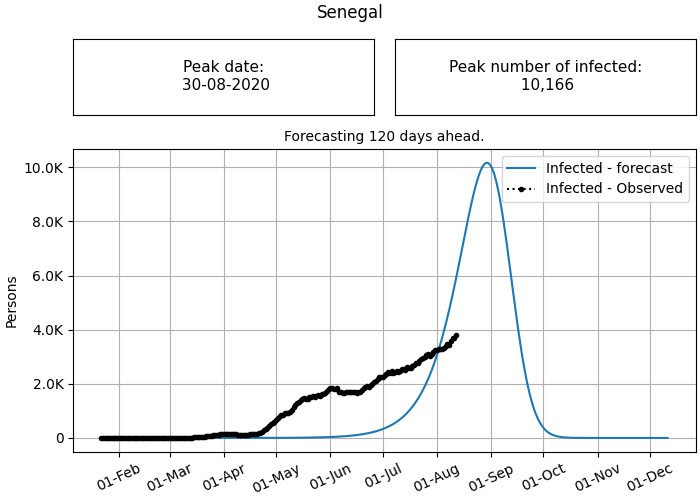 Senegal
Peak date:
30-08-2020
Peak number of infected:
10,166
Forecasting 120 days ahead.
Infected - forecast
Infected - Observed
10.0K
8.0K
6.0K
4.0K
2.0K
0
Persons
01-Feb
01-Mar
01-Apr
01-May
01-Jun
01-Jul
01-Aug
01-Sep
01-Oct
01-Nov
01-Dec